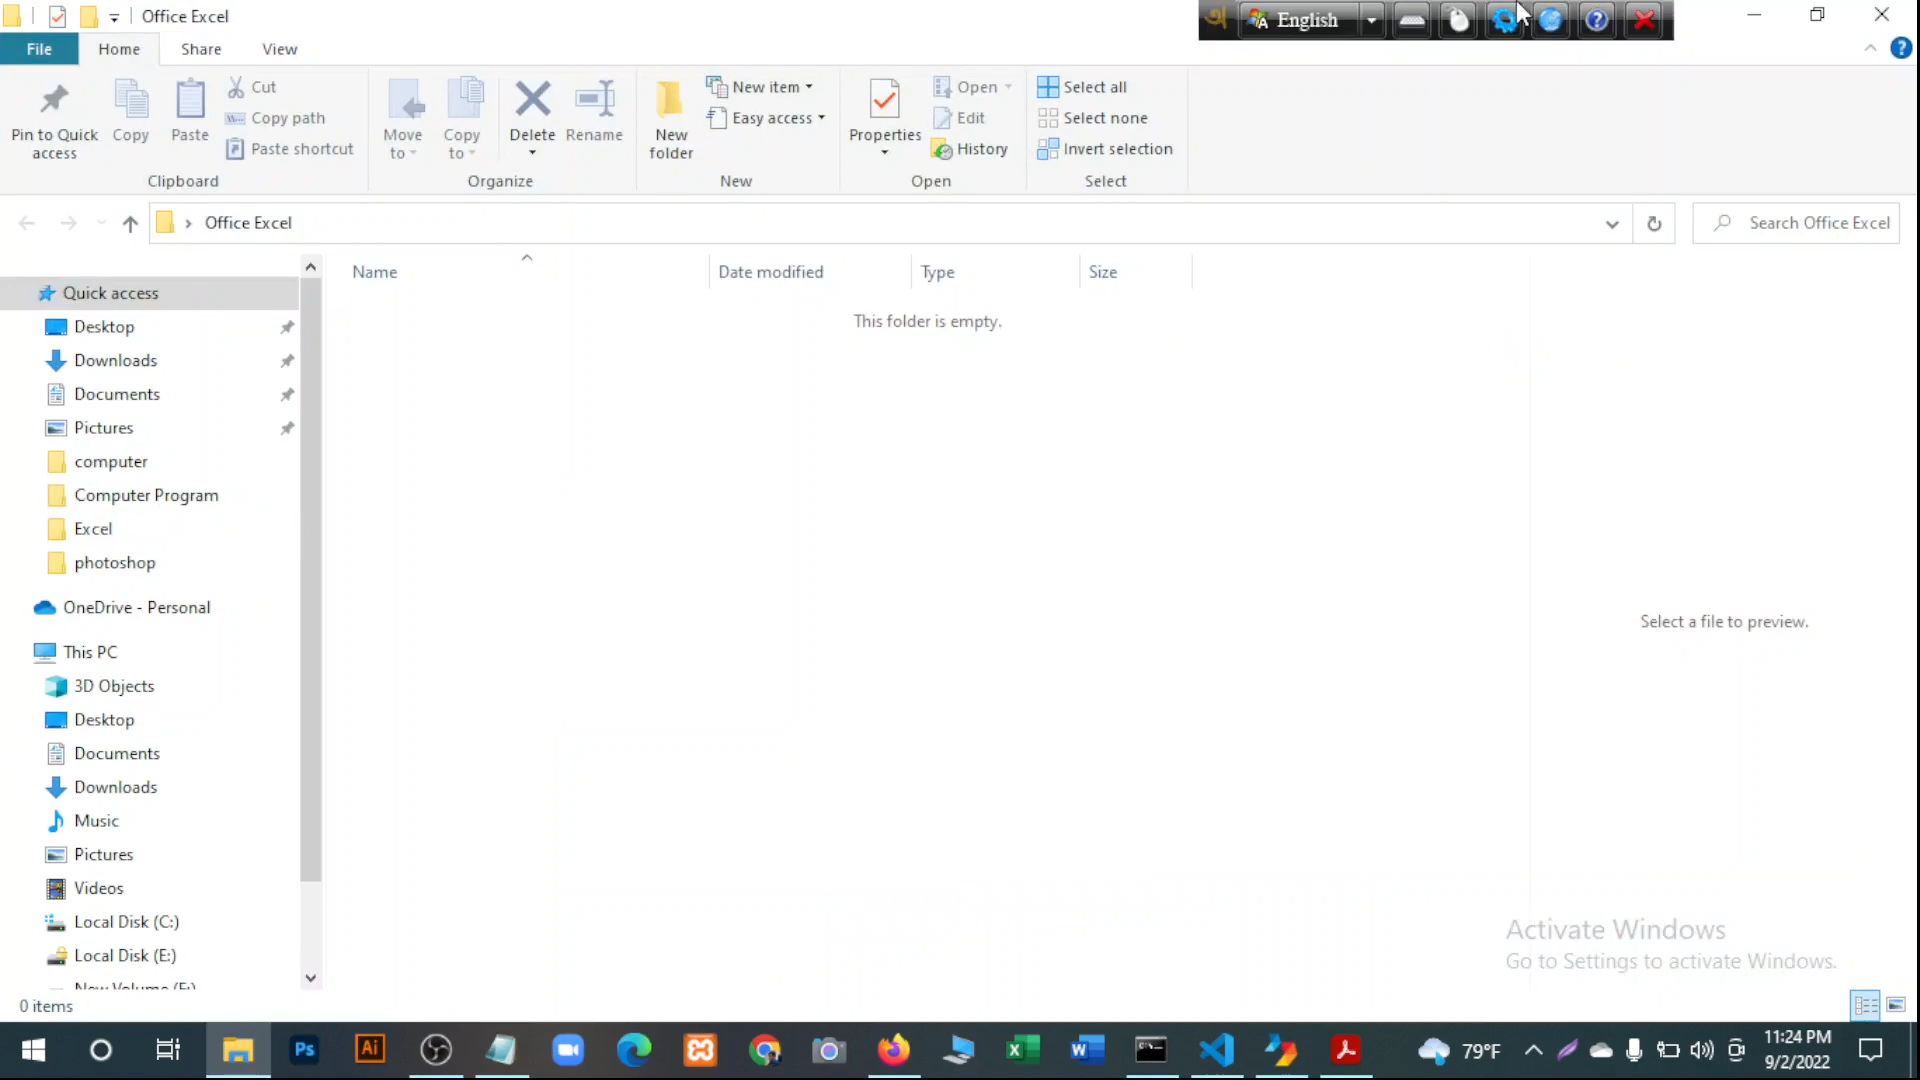 Office Excel
English
File Home Share View
Pin to Quick access
Copy
Paste
Cut
Copy path
Paste shortcut
Clipboard
Move to
Copy to
Delete
Rename
Organize
New folder
New item
Easy access
New
Properties
Open
Edit
History
Open
Select all
Select none
Invert selection
Select
Office Excel
Search Office Excel
Name Date modified Type Size
This folder is empty.
Quick access
Desktop
Downloads
Documents
Pictures
computer
Computer Program
Excel
photoshop
OneDrive - Personal
This PC
3D Objects
Desktop
Documents
Downloads
Music
Pictures
Videos
Local Disk (C:)
Local Disk (E:)
Select a file to preview.
Activate Windows
Go to Settings to activate Windows.
0 items
Ps
Ai
79°F
11:24 PM
9/2/2022